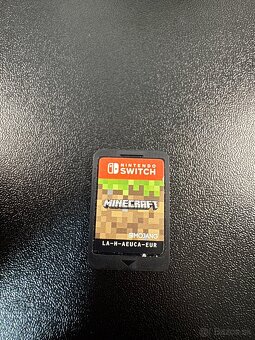 NINTENDO
SWITCH
MINECRAFT
MOJANG
LA-H-AEUCA-EUR